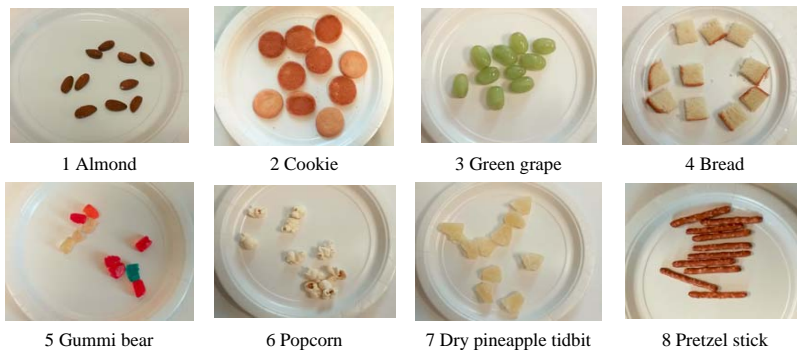 1 Almond
2 Cookie
3 Green grape
4 Bread
5 Gummi bear
6 Popcorn
7 Dry pineapple tidbit
8 Pretzel stick